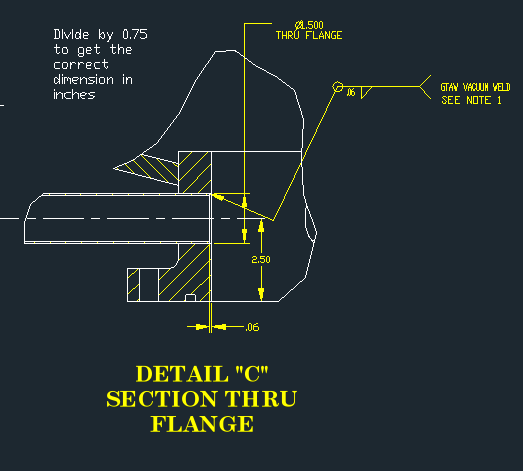 Divide by 0.75
to get the
correct
dimension in
inches
Ø1.500
THRU FLANGE
.06
GTAW VACUUM WELD
SEE NOTE 1
2.50
.06
DETAIL "C"
SECTION THRU
FLANGE